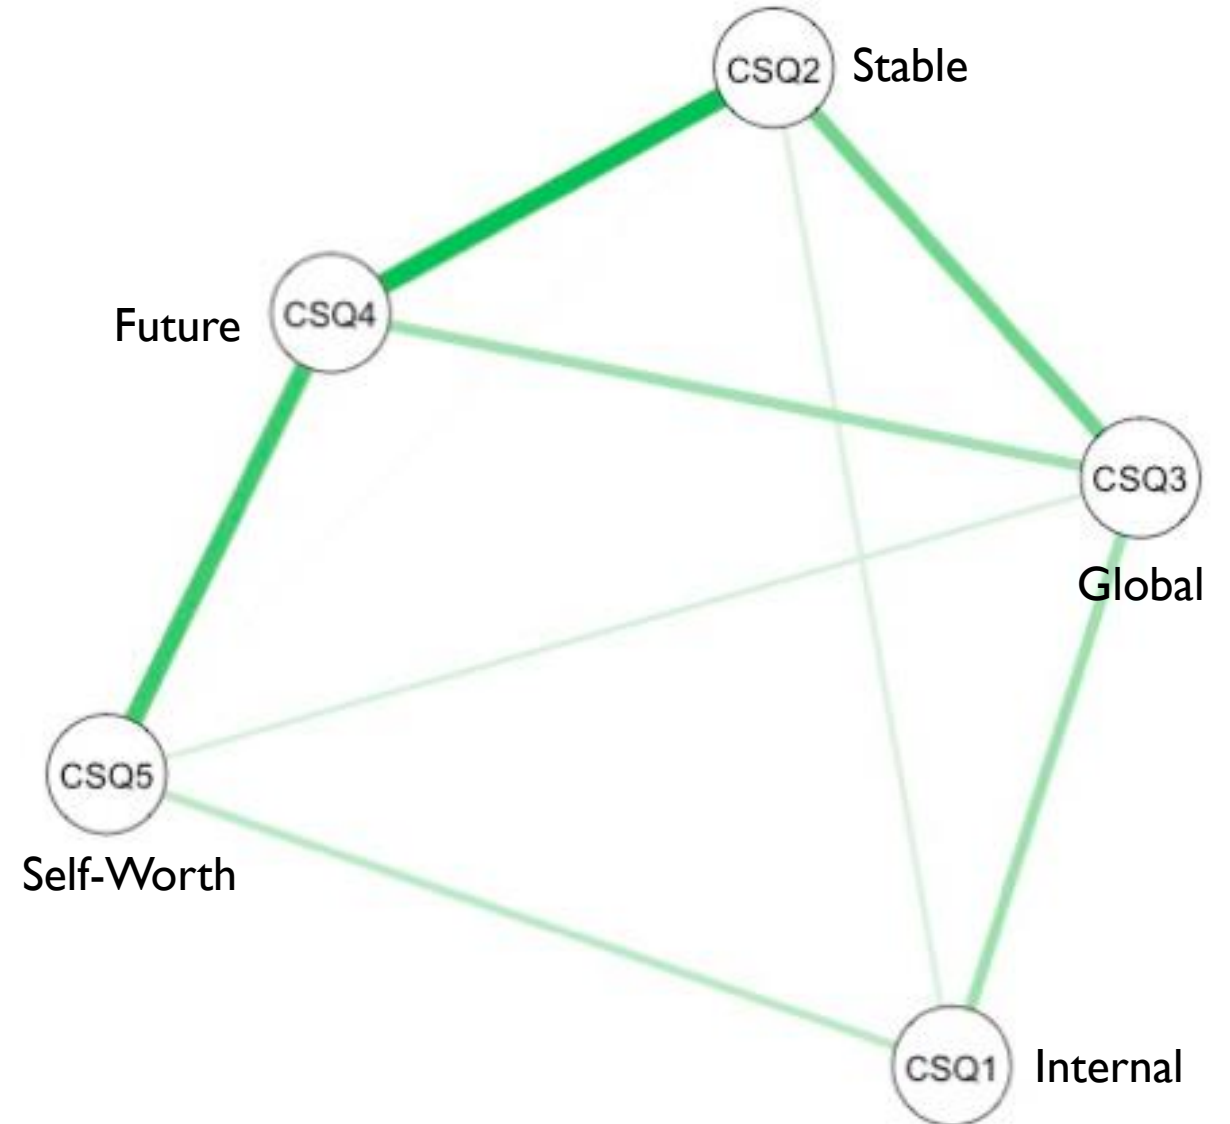 CSQ2 Stable
Future CSQ4
CSQ3
Global
CSQ5
Self-Worth
CSQ1 Internal